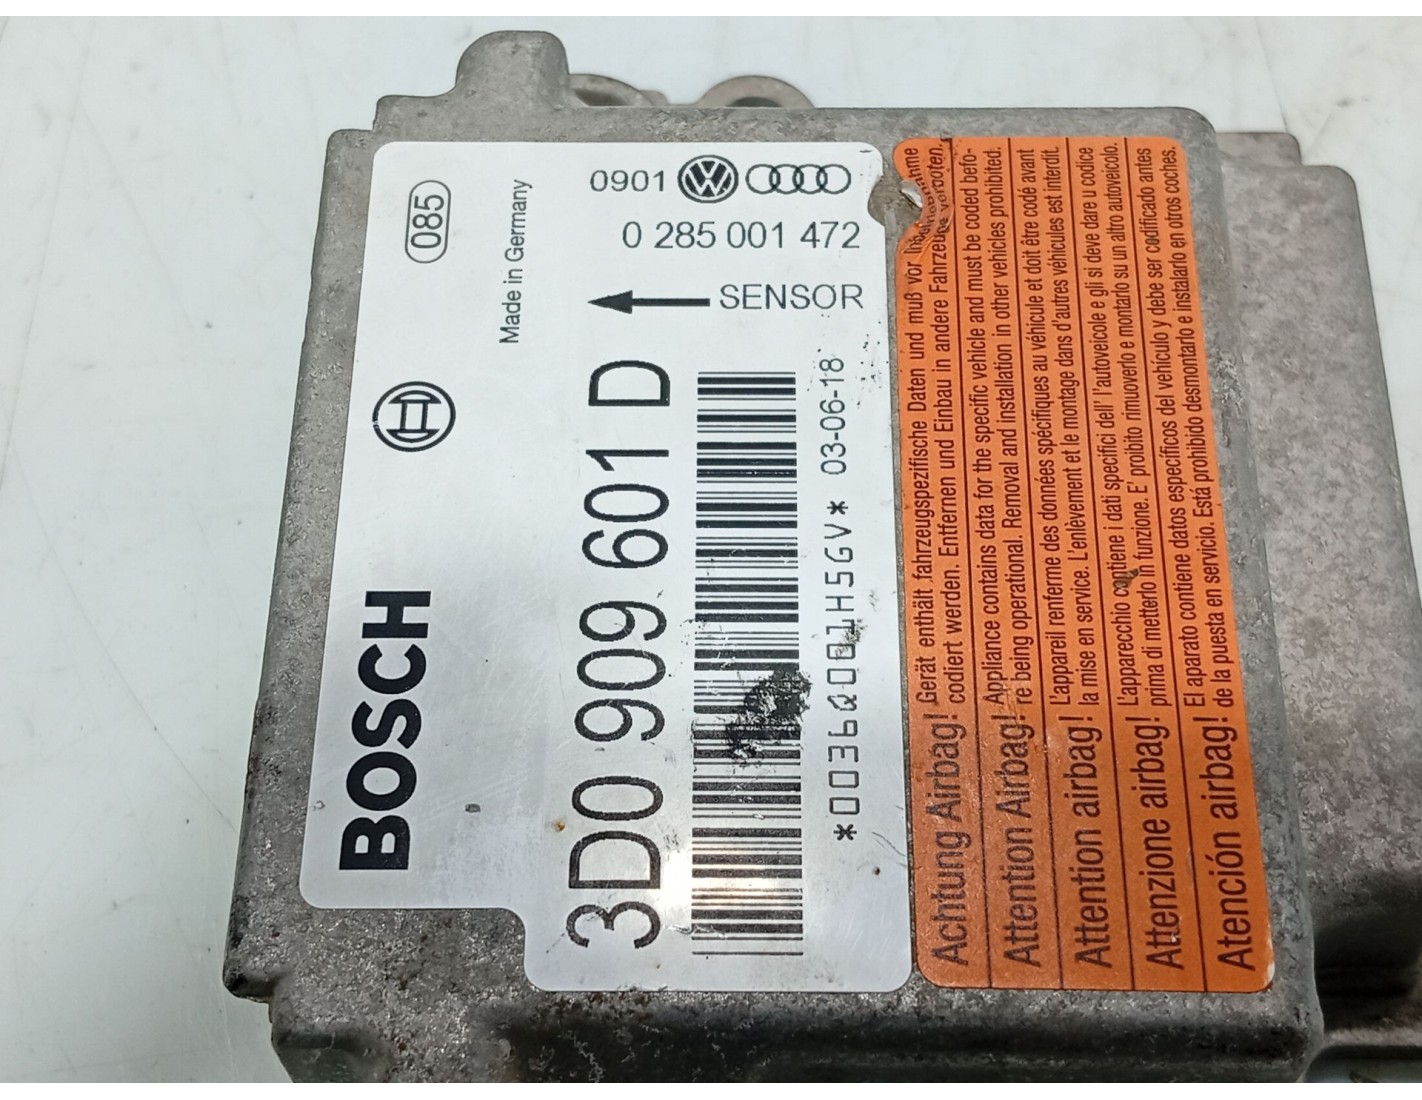 0901
0 285 001 472
SENSOR
085
Made in Germany
BOSCH
3D0 909 601 D
*0036Q001H5GV* 03-06-18
Achtung Airbag! Gerät enthält fahrzeugspezifische Daten und muß vor
codiert werden. Entfernen und Einbau in andere Fahrzeuge verboten.
Attention Airbag! Appliance contains data for the specific vehicle and must be coded befo-
re being operational. Removal and installation in other vehicles prohibited.
Attention airbag! L'appareil renferme des données spécifiques au véhicule et doit être codé avant
la mise en service. L'enlèvement et le montage dans d'autres véhicules est interdit.
Attenzione airbag! L'apparecchio contiene i dati specifici dell' l'autoveicole e gli si deve dare u codice
prima di metterlo in funzione. E' proibito rimuoverlo e montarlo su un altro autoveicolo.
Atención airbag! El aparato contiene datos específicos del vehículo y debe ser codificado antes
de la puesta en servicio. Está prohibido desmontarlo e instalarlo en otros coches.